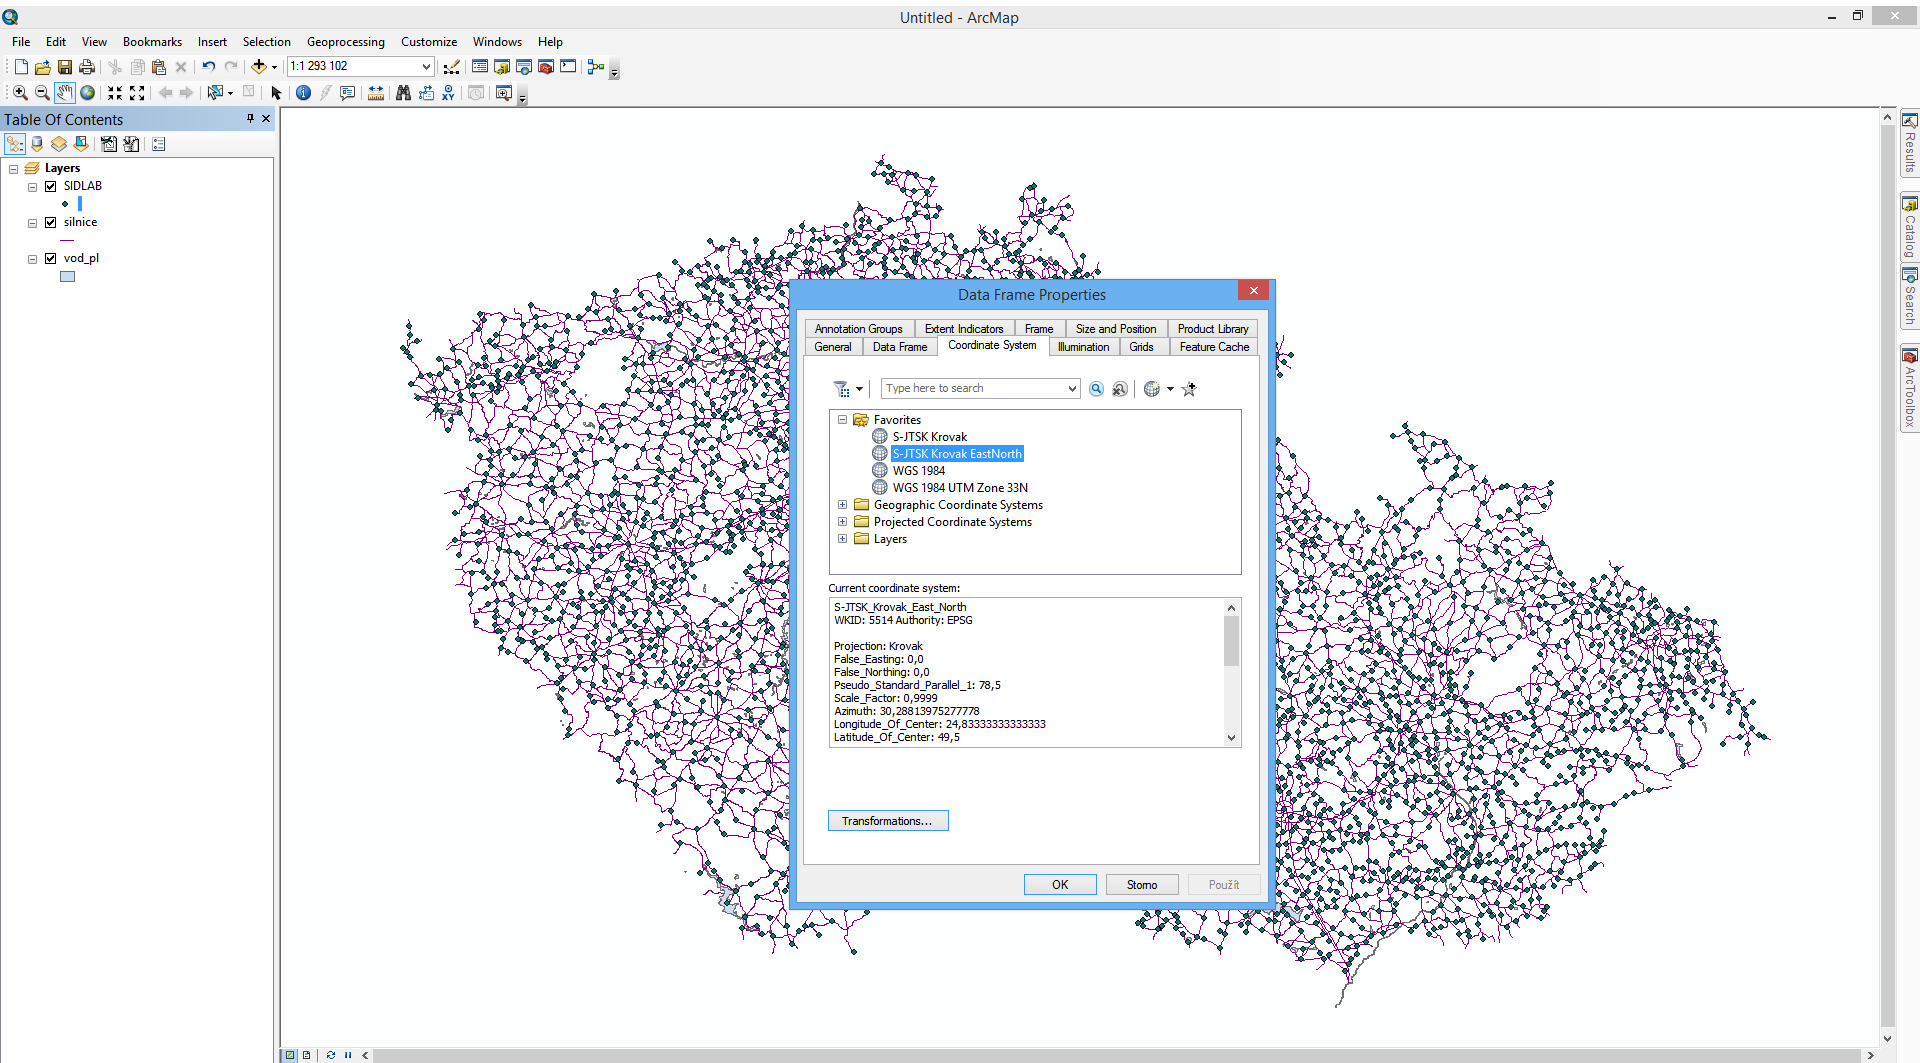 Untitled - ArcMap
File Edit View Bookmarks Insert Selection Geoprocessing Customize Windows Help
1:1 293 102
Table Of Contents
Layers
SIDLAB
silnice
vod_pl
Data Frame Properties
Annotation Groups Extent Indicators Frame Size and Position Product Library
General Data Frame Coordinate System Illumination Grids Feature Cache
Type here to search
Favorites
S-JTSK Krovak
S-JTSK Krovak EastNorth
WGS 1984
WGS 1984 UTM Zone 33N
Geographic Coordinate Systems
Projected Coordinate Systems
Layers
Current coordinate system:
S-JTSK_Krovak_East_North
WKID: 5514 Authority: EPSG
Projection: Krovak
False_Easting: 0,0
False_Northing: 0,0
Pseudo_Standard_Parallel_1: 78,5
Scale_Factor: 0,9999
Azimuth: 30,28813975277778
Longitude_Of_Center: 24,83333333333333
Latitude_Of_Center: 49,5
Transformations...
OK Storno Použít
Results
Catalog
Search
ArcToolbox